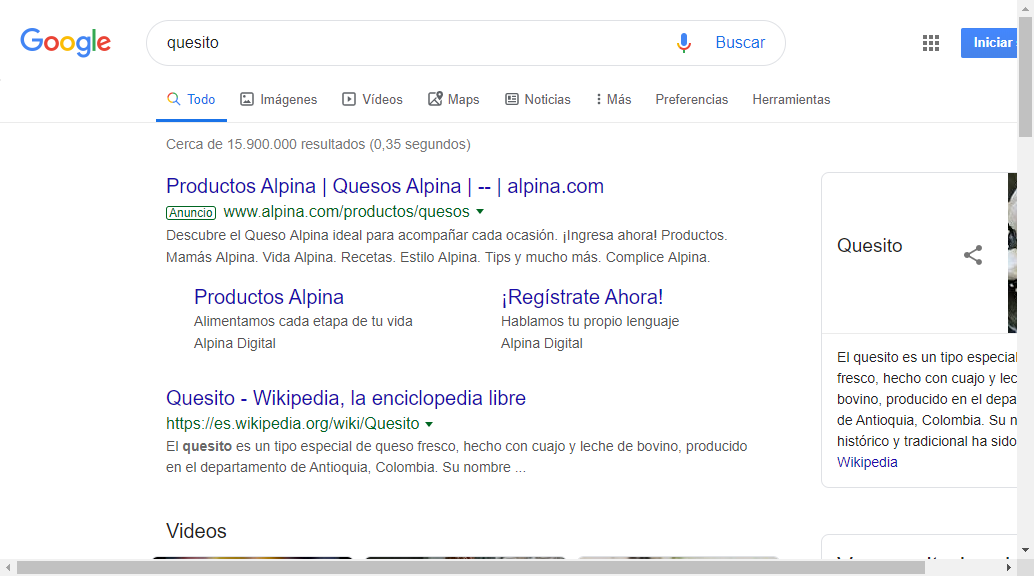 Google
quesito
Buscar
Iniciar
Todo
Imágenes
Vídeos
Maps
Noticias
Más
Preferencias
Herramientas
Cerca de 15.900.000 resultados (0,35 segundos)
Productos Alpina | Quesos Alpina | -- | alpina.com
Anuncio www.alpina.com/productos/quesos
Descubre el Queso Alpina ideal para acompañar cada ocasión. ¡Ingresa ahora! Productos.
Mamás Alpina. Vida Alpina. Recetas. Estilo Alpina. Tips y mucho más. Complice Alpina.
Productos Alpina
Alimentamos cada etapa de tu vida
Alpina Digital
¡Regístrate Ahora!
Hablamos tu propio lenguaje
Alpina Digital
Quesito - Wikipedia, la enciclopedia libre
https://es.wikipedia.org/wiki/Quesito
El quesito es un tipo especial de queso fresco, hecho con cuajo y leche de bovino, producido
en el departamento de Antioquia, Colombia. Su nombre ...
Videos
Quesito
El quesito es un tipo especial
fresco, hecho con cuajo y lec
bovino, producido en el depa
de Antioquia, Colombia. Su n
histórico y tradicional ha sido
Wikipedia